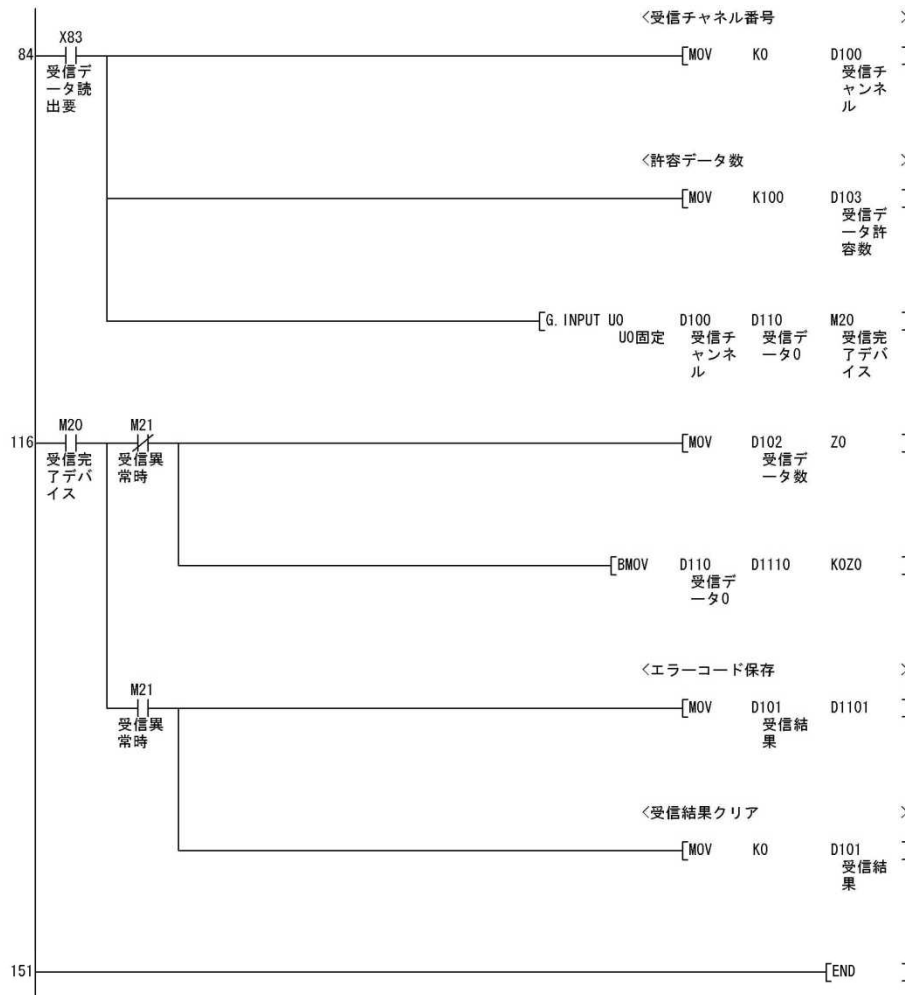 <受信チャネル番号 >
X83
84
[MOV K0 D100 ]
受信デ
ータ読
出要
受信チ
ャンネ
ル
<許容データ数 >
[MOV K100 D103 ]
受信デ
ータ許
容数
[G.INPUT U0 D100 D110 M20 ]
U0固定
受信チ
ャンネ
ル
受信デ
ータ0
受信完
了デバ
イス
M20 M21
116
[MOV D102 Z0 ]
受信完
了デバ
イス
受信異
常時
受信デ
ータ数
[BMOV D110 D1110 K0Z0 ]
受信デ
ータ0
<エラーコード保存 >
M21
[MOV D101 D1101 ]
受信異
常時
受信結
果
<受信結果クリア >
[MOV K0 D101 ]
受信結
果
151
[END ]